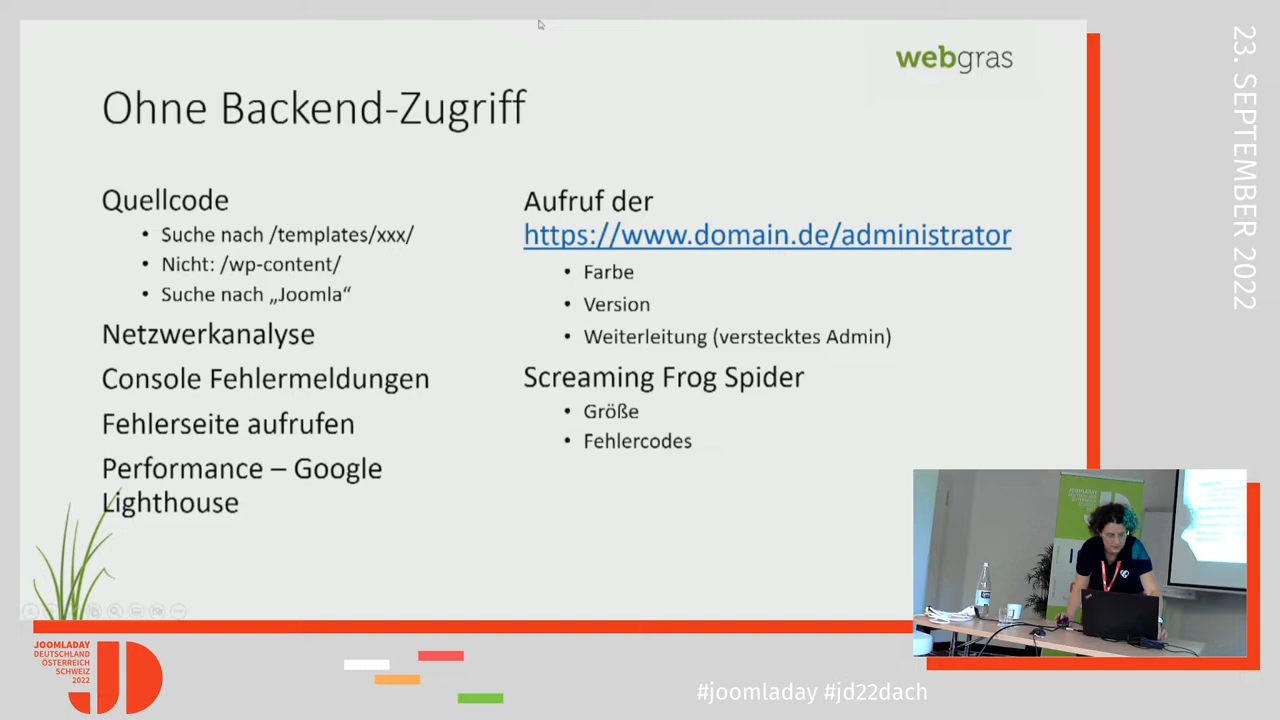 webgras
Ohne Backend-Zugriff
Quellcode
• Suche nach /templates/xxx/
• Nicht: /wp-content/
• Suche nach „Joomla“
Netzwerkanalyse
Console Fehlermeldungen
Fehlerseite aufrufen
Performance – Google
Lighthouse
Aufruf der
https://www.domain.de/administrator
• Farbe
• Version
• Weiterleitung (verstecktes Admin)
Screaming Frog Spider
• Größe
• Fehlercodes
23. SEPTEMBER 2022
JOOMLADAY
DEUTSCHLAND
ÖSTERREICH
SCHWEIZ
2022
JD
#joomladay #jd22dach